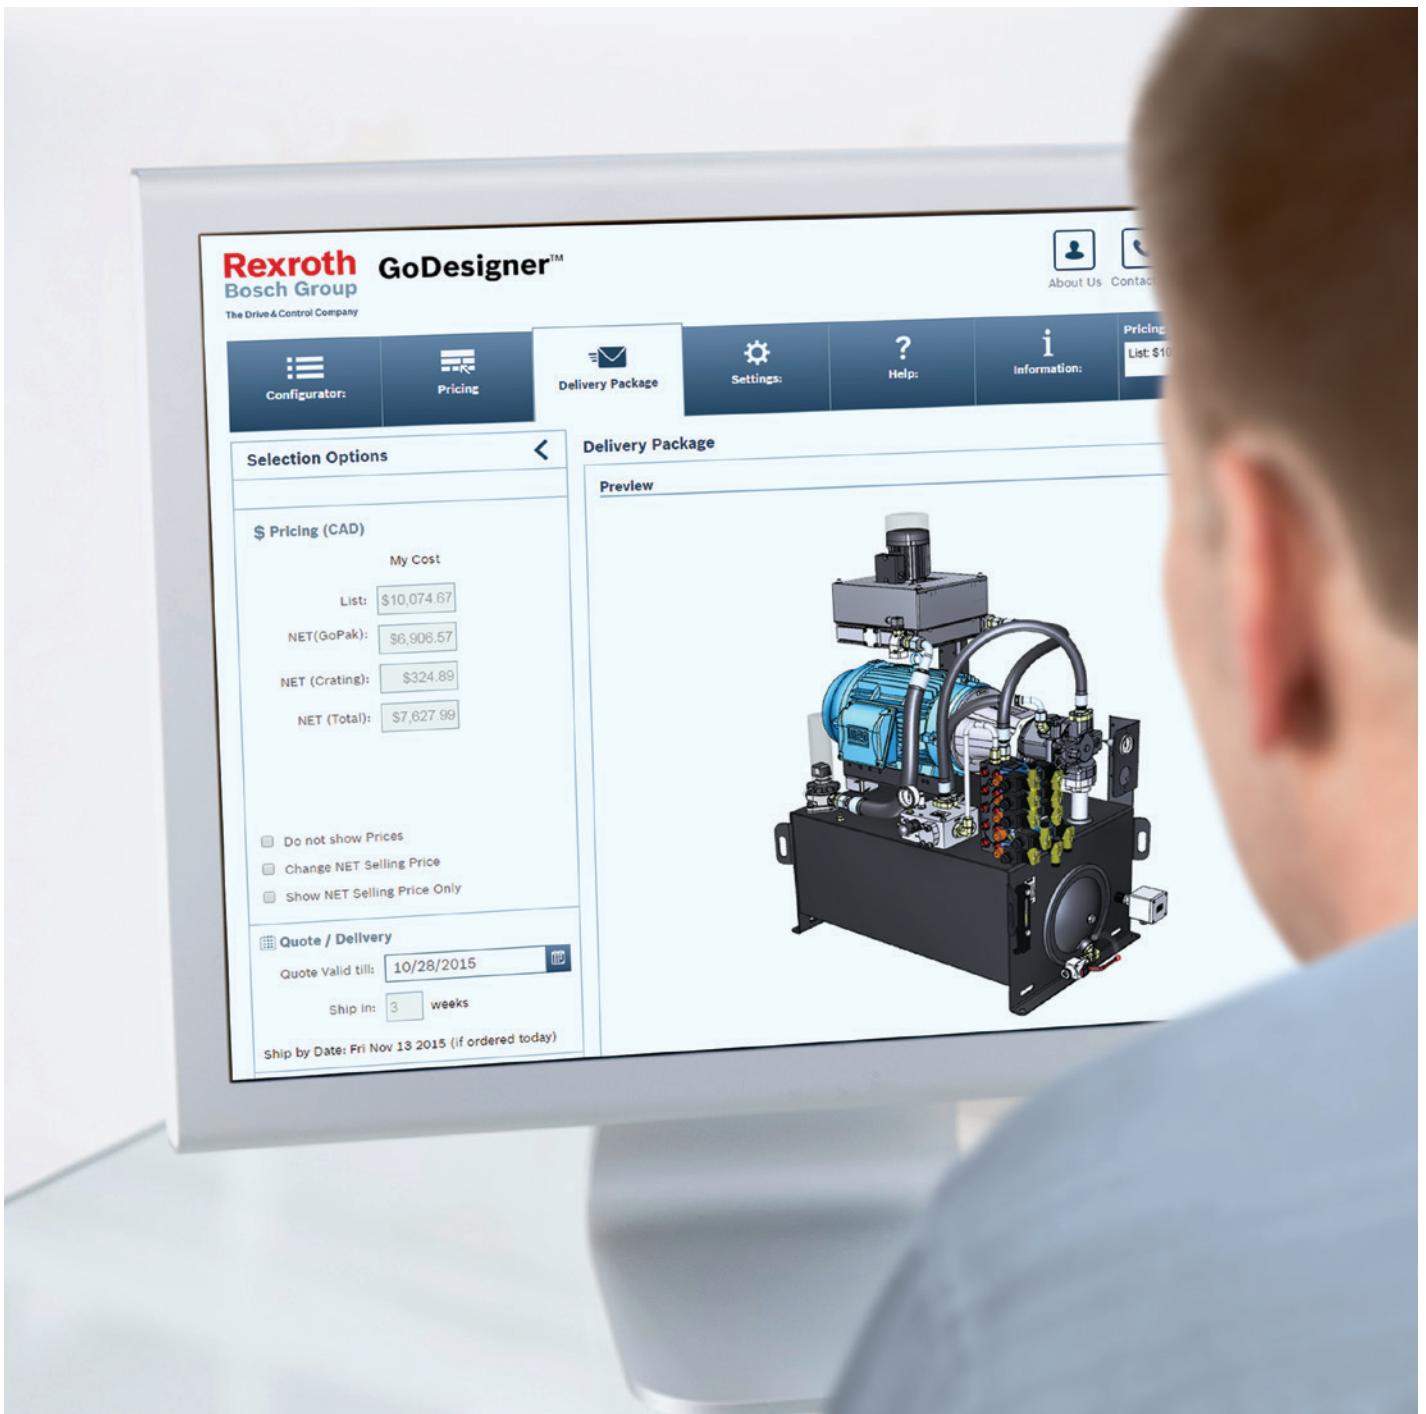 Rexroth
Bosch Group
The Drive & Control Company
GoDesigner™
About Us
Configurator:
Pricing
Delivery Package
Settings:
Help:
Information:
Pricing
List: $10
Selection Options
Delivery Package
Preview
$ Pricing (CAD)
My Cost
List: $10,074.67
NET(GoPak): $6,906.57
NET (Crating): $324.89
NET (Total): $7,627.99
Do not show Prices
Change NET Selling Price
Show NET Selling Price Only
Quote / Delivery
Quote Valid till: 10/28/2015
Ship in: 3 weeks
Ship by Date: Fri Nov 13 2015 (if ordered today)